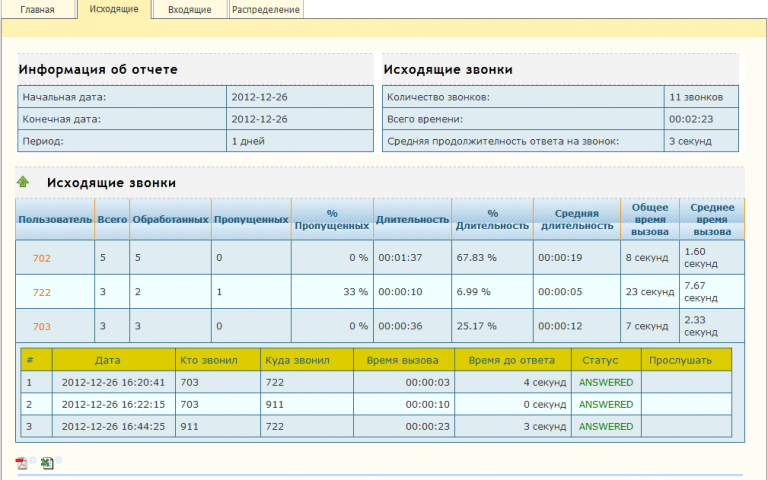 Главная Исходящие Входящие Распределение
Информация об отчете
Начальная дата: 2012-12-26
Конечная дата: 2012-12-26
Период: 1 дней
Исходящие звонки
Количество звонков: 11 звонков
Всего времени: 00:02:23
Средняя продолжителность ответа на звонок: 3 секунд
Исходящие звонки
Пользователь Всего Обработанных Пропущенных % Пропущенных Длительность % Длительность Средняя длительность Общее время вызова Среднее время вызова
702 5 5 0 0 % 00:01:37 67.83 % 00:00:19 8 секунд 1.60 секунд
722 3 2 1 33 % 00:00:10 6.99 % 00:00:05 23 секунд 7.67 секунд
703 3 3 0 0 % 00:00:36 25.17 % 00:00:12 7 секунд 2.33 секунд
# Дата Кто звонил Куда звонил Время вызова Время до ответа Статус Прослушать
1 2012-12-26 16:20:41 703 722 00:00:03 4 секунд ANSWERED
2 2012-12-26 16:22:15 703 911 00:00:10 0 секунд ANSWERED
3 2012-12-26 16:44:25 911 722 00:00:23 3 секунд ANSWERED